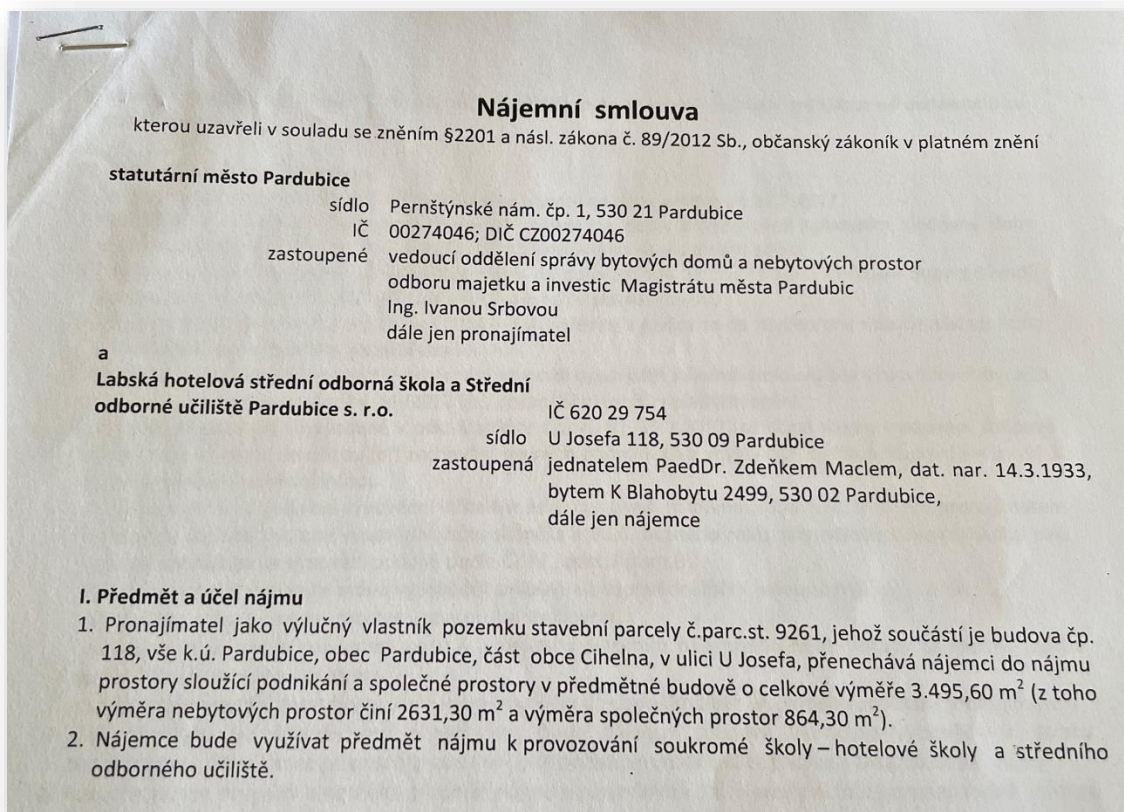 Nájemní smlouva
kterou uzavřeli v souladu se zněním §2201 a násl. zákona č. 89/2012 Sb., občanský zákoník v platném znění
statutární město Pardubice
sídlo Pernštýnské nám. čp. 1, 530 21 Pardubice
IČ 00274046; DIČ CZ00274046
zastoupené vedoucí oddělení správy bytových domů a nebytových prostor
odboru majetku a investic Magistrátu města Pardubic
Ing. Ivanou Srbovou
dále jen pronajímatel
a
Labská hotelová střední odborná škola a Střední
odborné učiliště Pardubice s. r.o. IČ 620 29 754
sídlo U Josefa 118, 530 09 Pardubice
zastoupená jednatelem PaedDr. Zdeňkem Maclem, dat. nar. 14.3.1933,
bytem K Blahobytu 2499, 530 02 Pardubice,
dále jen nájemce
I. Předmět a účel nájmu
1. Pronajímatel jako výlučný vlastník pozemku stavební parcely č.parc.st. 9261, jehož součástí je budova čp.
118, vše k.ú. Pardubice, obec Pardubice, část obce Cihelna, v ulici U Josefa, přenechává nájemci do nájmu
prostory sloužící podnikání a společné prostory v předmětné budově o celkové výměře 3.495,60 m² (z toho
výměra nebytových prostor činí 2631,30 m² a výměra společných prostor 864,30 m²).
2. Nájemce bude využívat předmět nájmu k provozování soukromé školy – hotelové školy a středního
odborného učiliště.